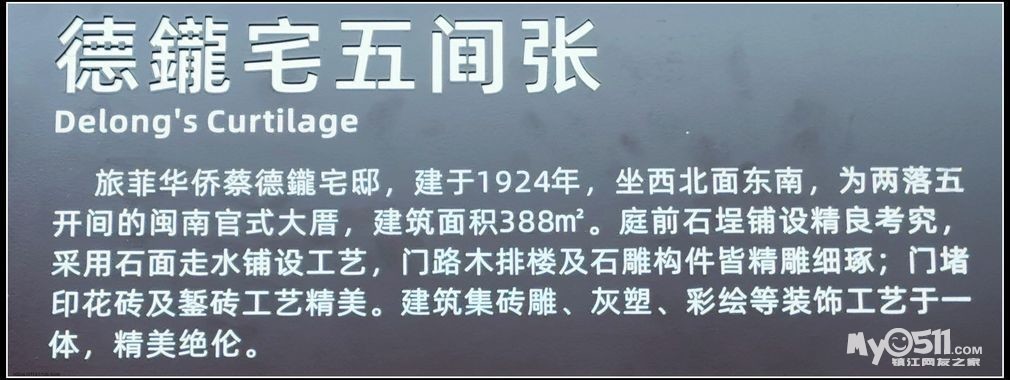 德鑨宅五间张
Delong's Curtilage
旅菲华侨蔡德鑨宅邸，建于1924年，坐西北面东南，为两落五
开间的闽南官式大厝，建筑面积388㎡。庭前石埕铺设精良考究，
采用石面走水铺设工艺，门路木排楼及石雕构件皆精雕细琢；门堵
印花砖及錾砖工艺精美。建筑集砖雕、灰塑、彩绘等装饰工艺于一
体，精美绝伦。
My0511.com
镇江网友之家